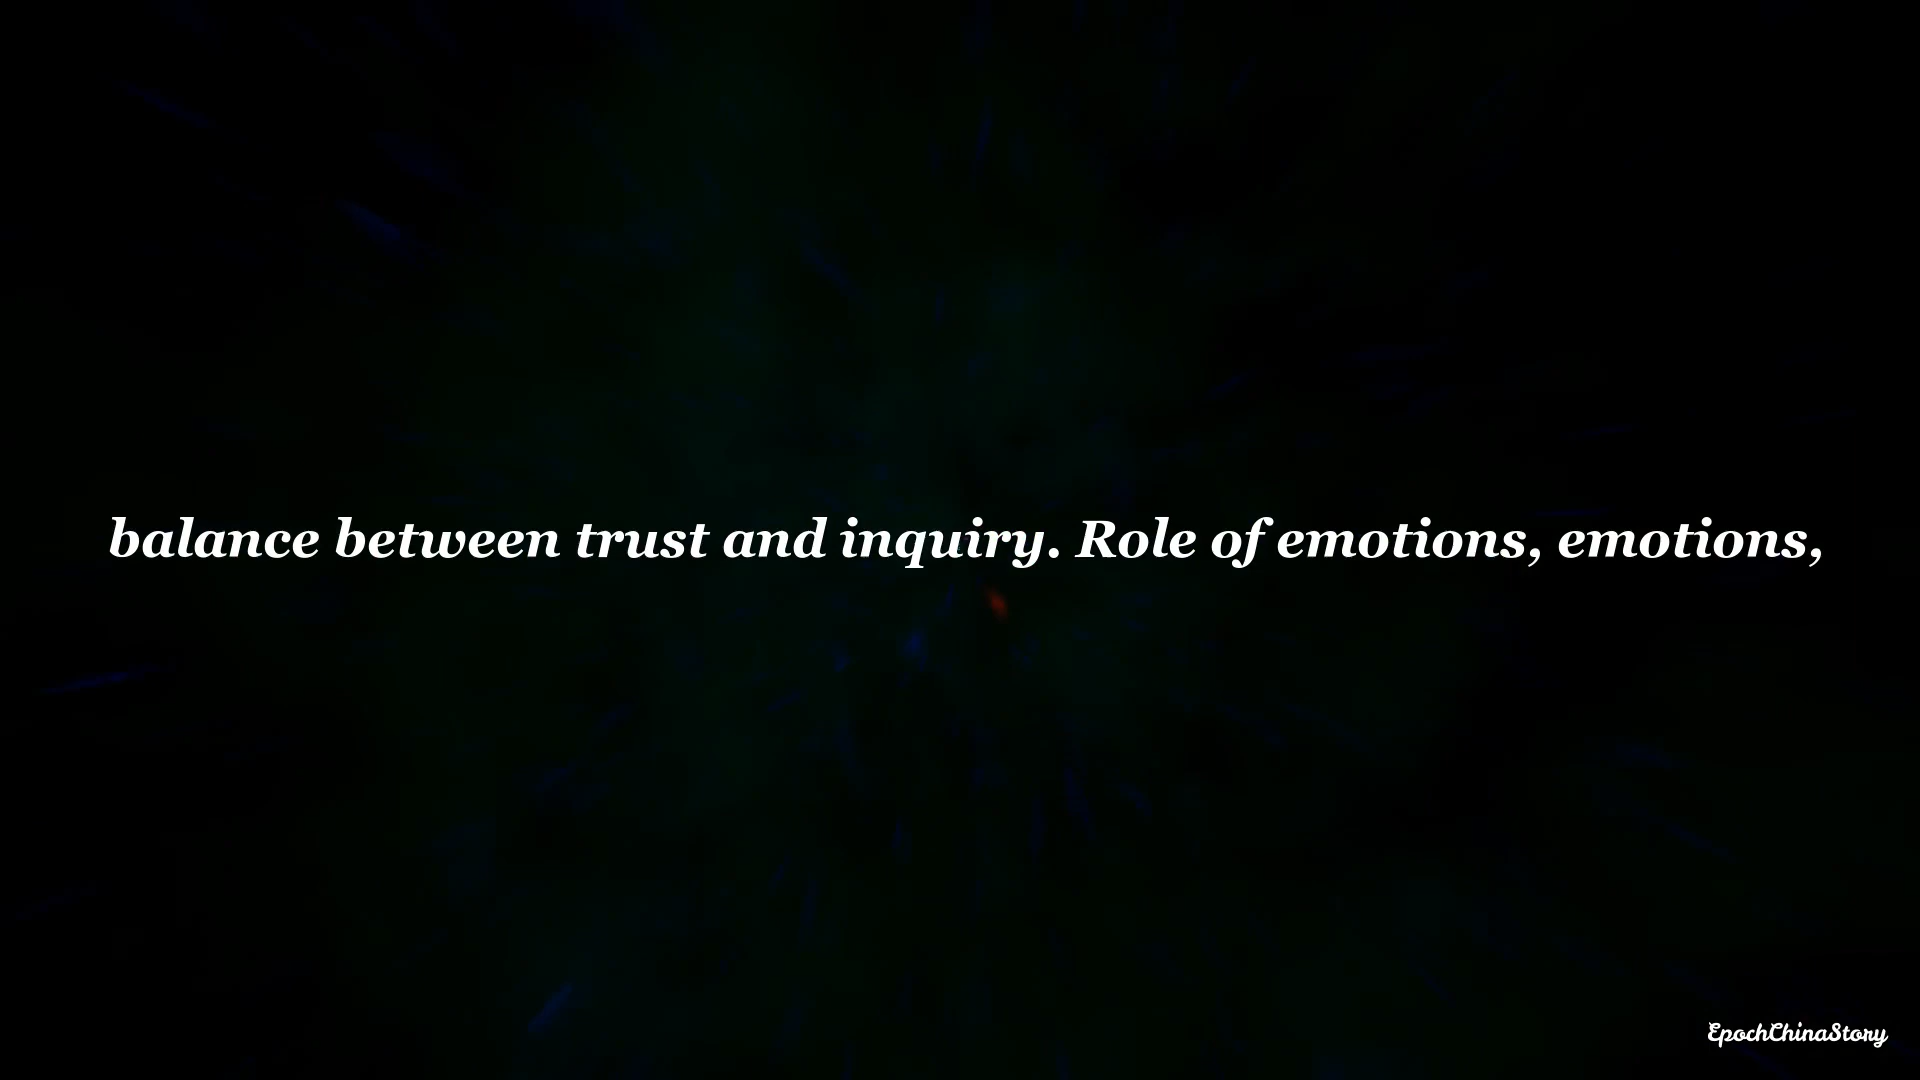 balance between trust and inquiry. Role of emotions, emotions,
EpochChinaStory